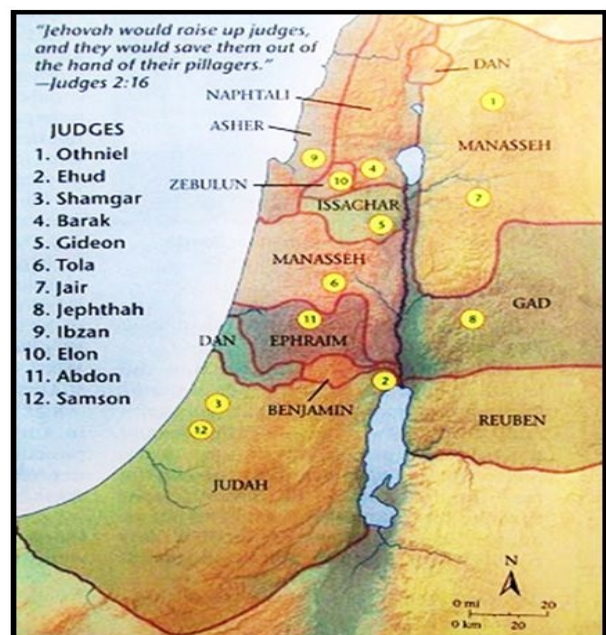 "Jehovah would raise up judges,
and they would save them out of
the hand of their pillagers."
—Judges 2:16
DAN
NAPHTALI
ASHER
MANASSEH
ZEBULUN
ISSACHAR
MANASSEH
GAD
DAN
EPHRAIM
BENJAMIN
REUBEN
JUDAH
JUDGES
1. Othniel
2. Ehud
3. Shamgar
4. Barak
5. Gideon
6. Tola
7. Jair
8. Jephthah
9. Ibzan
10. Elon
11. Abdon
12. Samson
1
9
4
10
7
5
6
11
8
2
3
12
N
0 mi 20
0 km 20